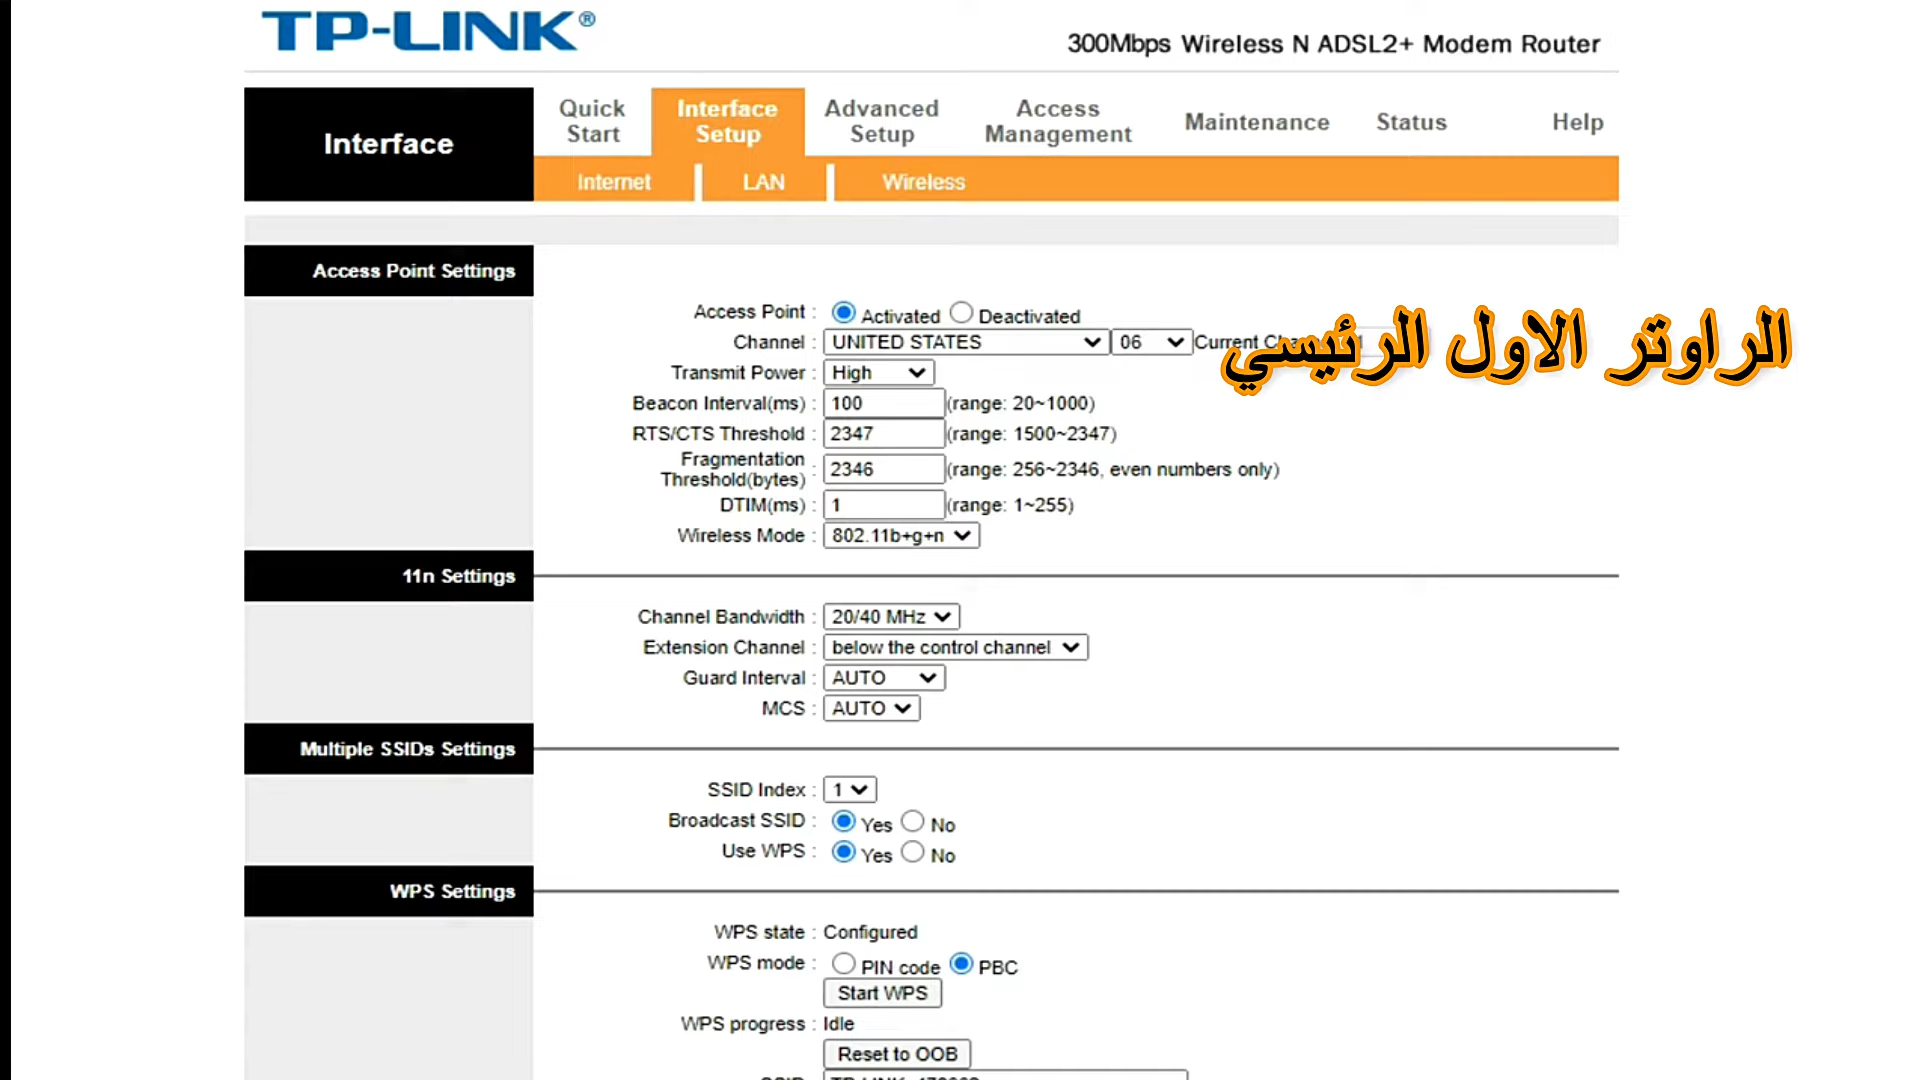 TP-LINK®
300Mbps Wireless N ADSL2+ Modem Router
Interface
Quick Start
Interface Setup
Advanced Setup
Access Management
Maintenance
Status
Help
Internet
LAN
Wireless
Access Point Settings
Access Point : Activated Deactivated
Channel : UNITED STATES 06 Current
Transmit Power : High
Beacon Interval(ms) : 100 (range: 20~1000)
RTS/CTS Threshold : 2347 (range: 1500~2347)
Fragmentation Threshold(bytes) : 2346 (range: 256~2346, even numbers only)
DTIM(ms) : 1 (range: 1~255)
Wireless Mode : 802.11b+g+n
الراوتر الاول الرئيسي
11n Settings
Channel Bandwidth : 20/40 MHz
Extension Channel : below the control channel
Guard Interval : AUTO
MCS : AUTO
Multiple SSIDs Settings
SSID Index : 1
Broadcast SSID : Yes No
Use WPS : Yes No
WPS Settings
WPS state : Configured
WPS mode : PIN code PBC
Start WPS
WPS progress : Idle
Reset to OOB